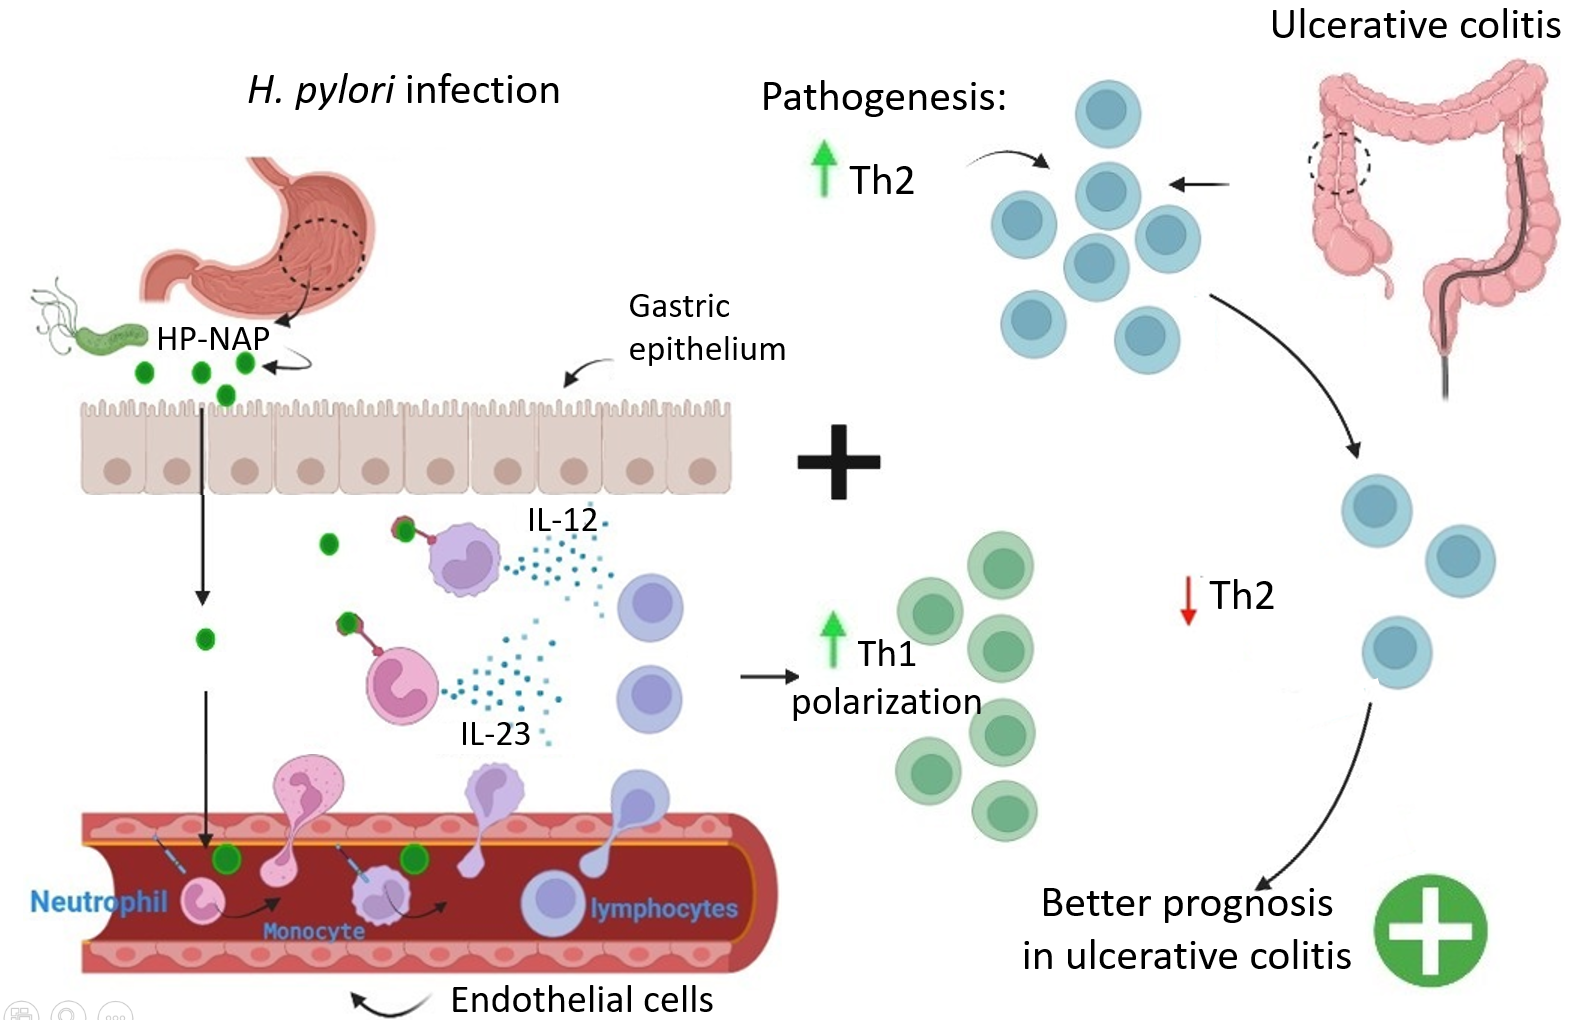 Ulcerative colitis
H. pylori infection
Pathogenesis:
Th2
HP-NAP
Gastric
epithelium
IL-12
IL-23
Th1
polarization
Th2
Neutrophil
Monocyte
lymphocytes
Better prognosis
in ulcerative colitis
Endothelial cells